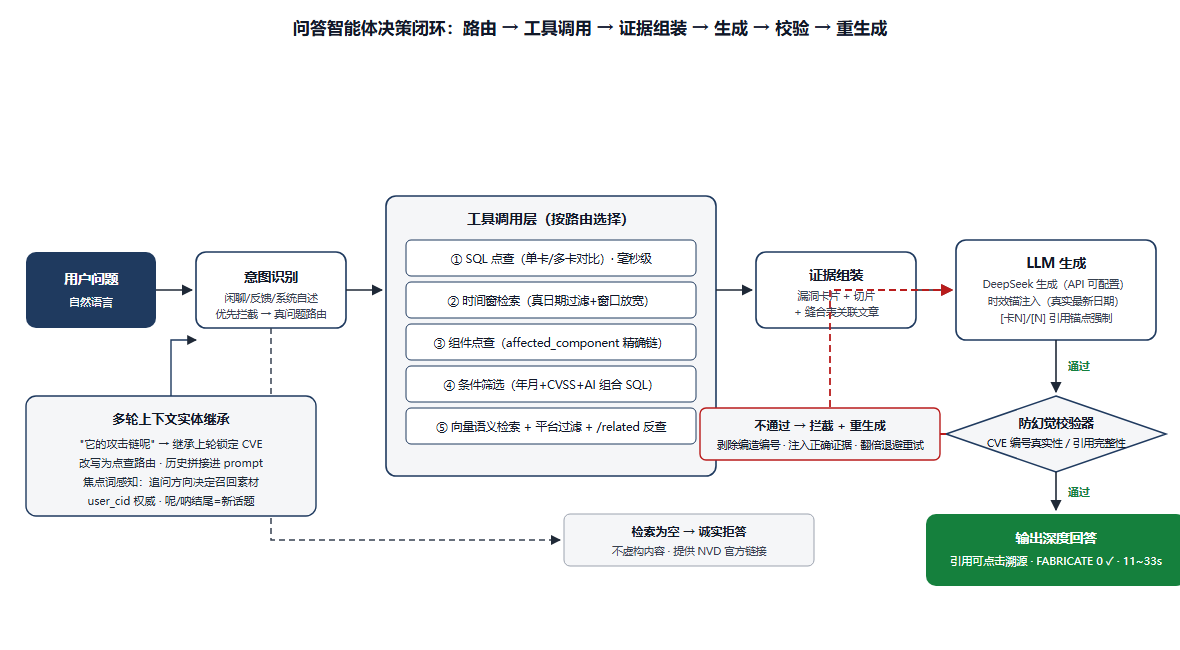 问答智能体决策闭环：路由 → 工具调用 → 证据组装 → 生成 → 校验 → 重生成
用户问题
自然语言
意图识别
闲聊/反馈/系统自述
优先拦截 → 真问题路由
多轮上下文实体继承
"它的攻击链呢" → 继承上轮锁定 CVE
改写为点查路由 · 历史拼接进 prompt
焦点词感知：追问方向决定召回素材
user_cid 权威 · 呢/呐结尾=新话题
工具调用层（按路由选择）
① SQL 点查（单卡/多卡对比）· 毫秒级
② 时间窗检索（真日期过滤+窗口放宽）
③ 组件点查（affected_component 精确链）
④ 条件筛选（年月+CVSS+AI 组合 SQL）
⑤ 向量语义检索 + 平台过滤 + /related 反查
检索为空 → 诚实拒答
不虚构内容 · 提供 NVD 官方链接
证据组装
漏洞卡片 + 切片
+ 缝合表关联文章
不通过 → 拦截 + 重生成
剥除编造编号 · 注入正确证据 · 翻倍退避重试
LLM 生成
DeepSeek 生成（API 可配置）
时效锚注入（真实最新日期）
[卡N]/[N] 引用锚点强制
通过
防幻觉校验器
CVE 编号真实性 / 引用完整性
通过
输出深度回答
引用可点击溯源 · FABRICATE 0 ✓ · 11~33s